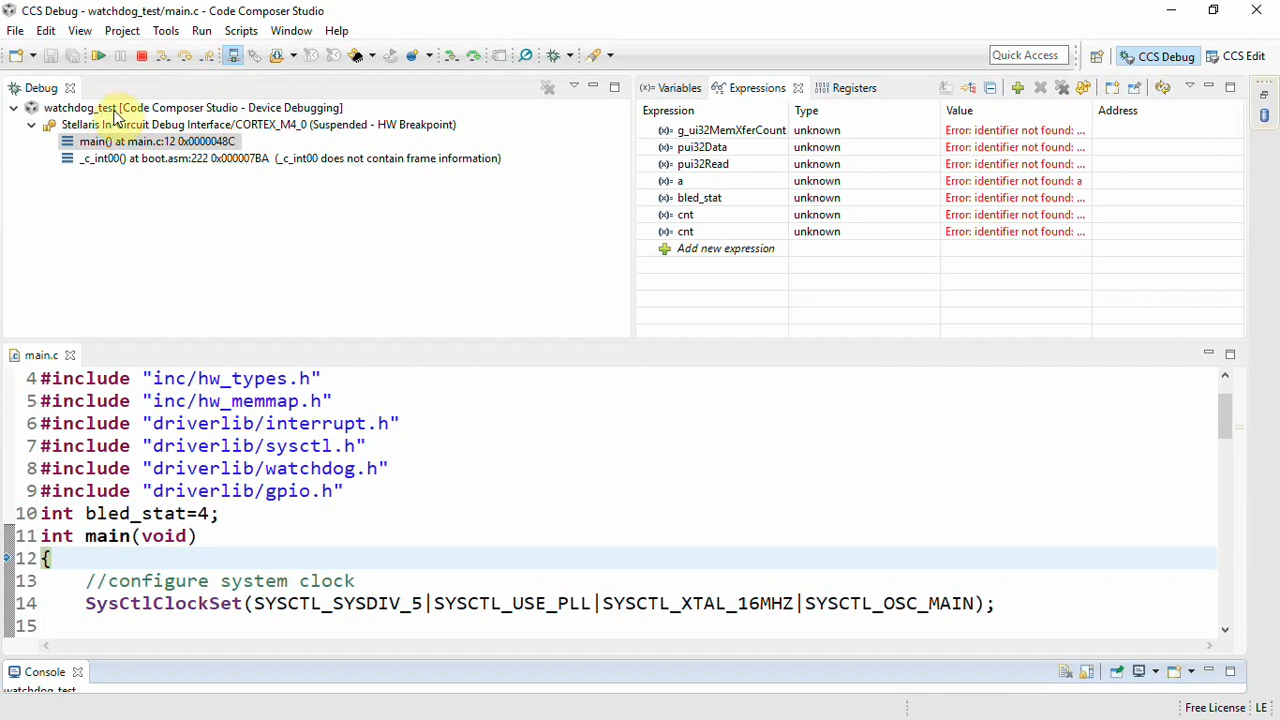 CCS Debug - watchdog_test/main.c - Code Composer Studio
File Edit View Project Tools Run Scripts Window Help
Quick Access
CCS Debug
CCS Edit
Debug
watchdog_test [Code Composer Studio - Device Debugging]
Stellaris In-Circuit Debug Interface/CORTEX_M4_0 (Suspended - HW Breakpoint)
main() at main.c:12 0x0000048C
_c_int00() at boot.asm:222 0x000007BA (_c_int00 does not contain frame information)
(x)= Variables Expressions Registers
Expression Type Value Address
(x)= g_ui32MemXferCount unknown Error: identifier not found: ...
(x)= pui32Data unknown Error: identifier not found: ...
(x)= pui32Read unknown Error: identifier not found: ...
(x)= a unknown Error: identifier not found: a
(x)= bled_stat unknown Error: identifier not found: ...
(x)= cnt unknown Error: identifier not found: ...
(x)= cnt unknown Error: identifier not found: ...
Add new expression
main.c
4 #include "inc/hw_types.h"
5 #include "inc/hw_memmap.h"
6 #include "driverlib/interrupt.h"
7 #include "driverlib/sysctl.h"
8 #include "driverlib/watchdog.h"
9 #include "driverlib/gpio.h"
10 int bled_stat=4;
11 int main(void)
12 {
13 //configure system clock
14 SysCtlClockSet(SYSCTL_SYSDIV_5|SYSCTL_USE_PLL|SYSCTL_XTAL_16MHZ|SYSCTL_OSC_MAIN);
15
Console
watchdog_test
Free License LE